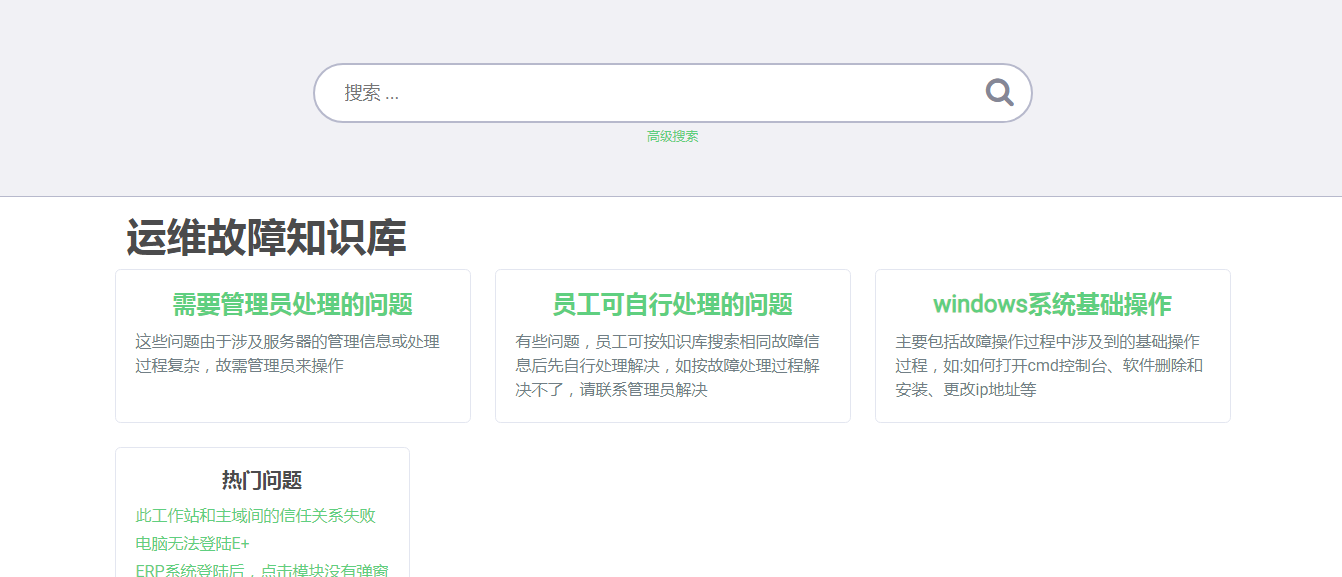 搜索 ...
高级搜索
运维故障知识库
需要管理员处理的问题
这些问题由于涉及服务器的管理信息或处理
过程复杂，故需管理员来操作
员工可自行处理的问题
有些问题，员工可按知识库搜索相同故障信
息后先自行处理解决，如按故障处理过程解
决不了，请联系管理员解决
windows系统基础操作
主要包括故障操作过程中涉及到的基础操作
过程，如:如何打开cmd控制台、软件删除和
安装、更改ip地址等
热门问题
此工作站和主域间的信任关系失败
电脑无法登陆E+
ERP系统登陆后，点击模块没有弹窗